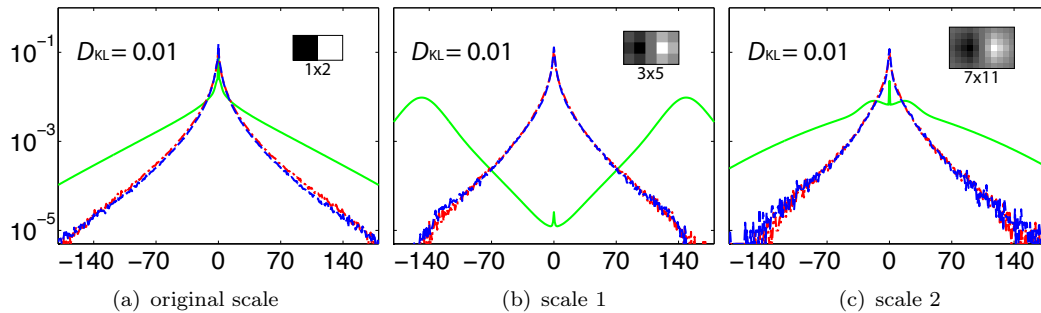 10⁻¹
10⁻³
10⁻⁵
D_KL = 0.01
1x2
D_KL = 0.01
3x5
D_KL = 0.01
7x11
−140 −70 0 70 140
−140 −70 0 70 140
−140 −70 0 70 140
(a) original scale
(b) scale 1
(c) scale 2